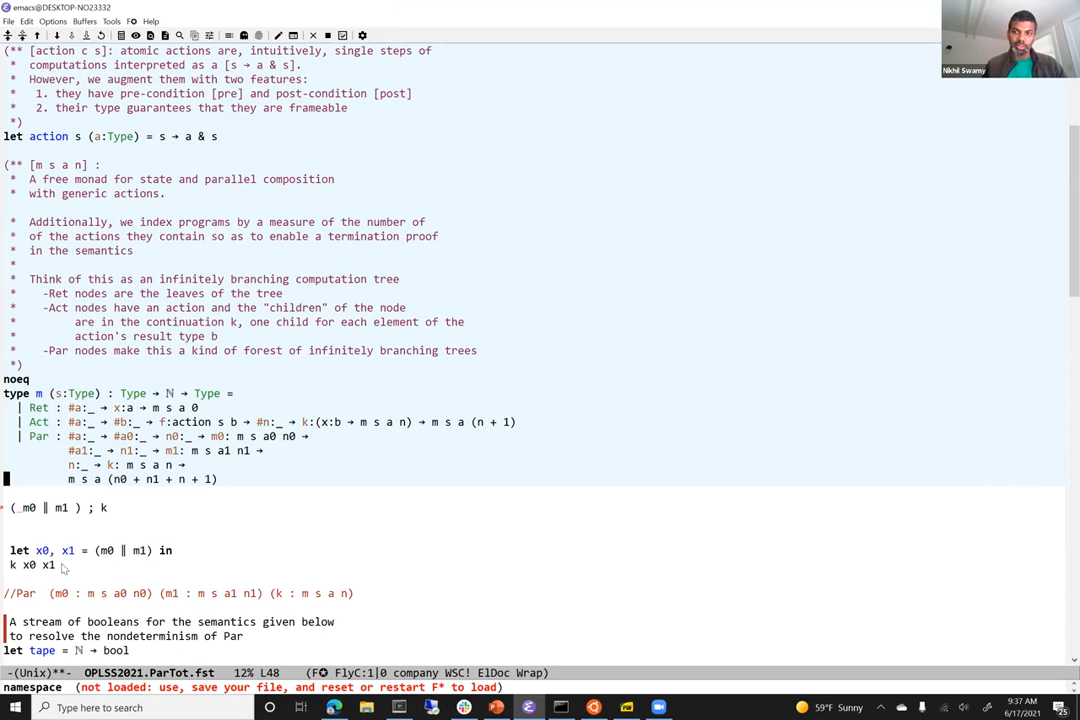 emacs@DESKTOP-NO23332
File Edit Options Buffers Tools F✪ Help
Nikhil Swamy
(** [action c s]: atomic actions are, intuitively, single steps of
 *  computations interpreted as a [s → a & s].
 *  However, we augment them with two features:
 *   1. they have pre-condition [pre] and post-condition [post]
 *   2. their type guarantees that they are frameable
 *)
let action s (a:Type) = s → a & s
(** [m s a n] :
 *  A free monad for state and parallel composition
 *  with generic actions.
 *  Additionally, we index programs by a measure of the number of
 *  of the actions they contain so as to enable a termination proof
 *  in the semantics
 *
 *  Think of this as an infinitely branching computation tree
 *    -Ret nodes are the leaves of the tree
 *    -Act nodes have an action and the "children" of the node
 *        are in the continuation k, one child for each element of the
 *        action's result type b
 *    -Par nodes make this a kind of forest of infinitely branching trees
 *)
noeq
type m (s:Type) : Type → ℕ → Type =
  | Ret : #a:_ → x:a → m s a 0
  | Act : #a:_ → #b:_ → f:action s b → #n:_ → k:(x:b → m s a n) → m s a (n + 1)
  | Par : #a:_ → #a0:_ → n0:_ → m0: m s a0 n0 →
          #a1:_ → n1:_ → m1: m s a1 n1 →
          n:_ → k: m s a n →
          m s a (n0 + n1 + n + 1)
(_m0 ‖ m1 ) ; k
let x0, x1 = (m0 ‖ m1) in
k x0 x1
//Par  (m0 : m s a0 n0) (m1 : m s a1 n1) (k : m s a n)
A stream of booleans for the semantics given below
to resolve the nondeterminism of Par
let tape = ℕ → bool
-(Unix)**-  OPLSS2021.ParTot.fst   12% L48    (F✪ FlyC:1|0 company WSC! ElDoc Wrap)
namespace  (not loaded: use, save your file, and reset or restart F* to load)
Type here to search
59°F Sunny
9:37 AM
6/17/2021
25